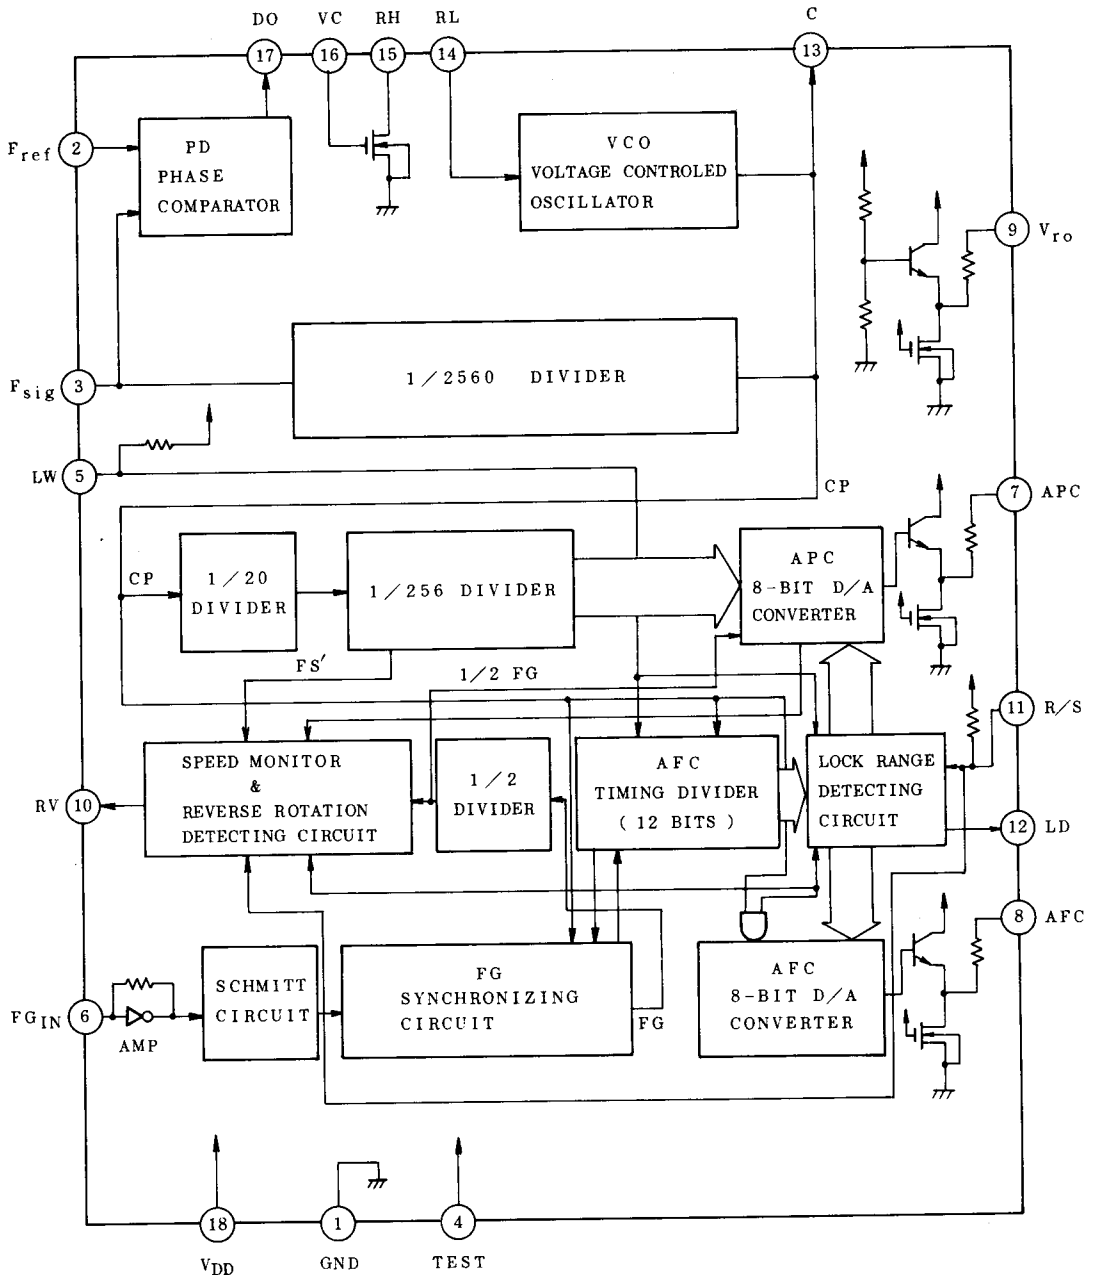 DO VC RH RL C
17 16 15 14 13
Fref 2
PD
PHASE
COMPARATOR
VCO
VOLTAGE CONTROLED
OSCILLATOR
9 Vro
1/2560 DIVIDER
Fsig 3
LW 5
CP
7 APC
CP
1/20
DIVIDER
1/256 DIVIDER
APC
8-BIT D/A
CONVERTER
FS'
1/2 FG
11 R/S
SPEED MONITOR
&
REVERSE ROTATION
DETECTING CIRCUIT
1/2
DIVIDER
AFC
TIMING DIVIDER
(12 BITS)
LOCK RANGE
DETECTING
CIRCUIT
RV 10
12 LD
8 AFC
FGIN 6
AMP
SCHMITT
CIRCUIT
FG
SYNCHRONIZING
CIRCUIT
FG
AFC
8-BIT D/A
CONVERTER
18 1 4
VDD GND TEST